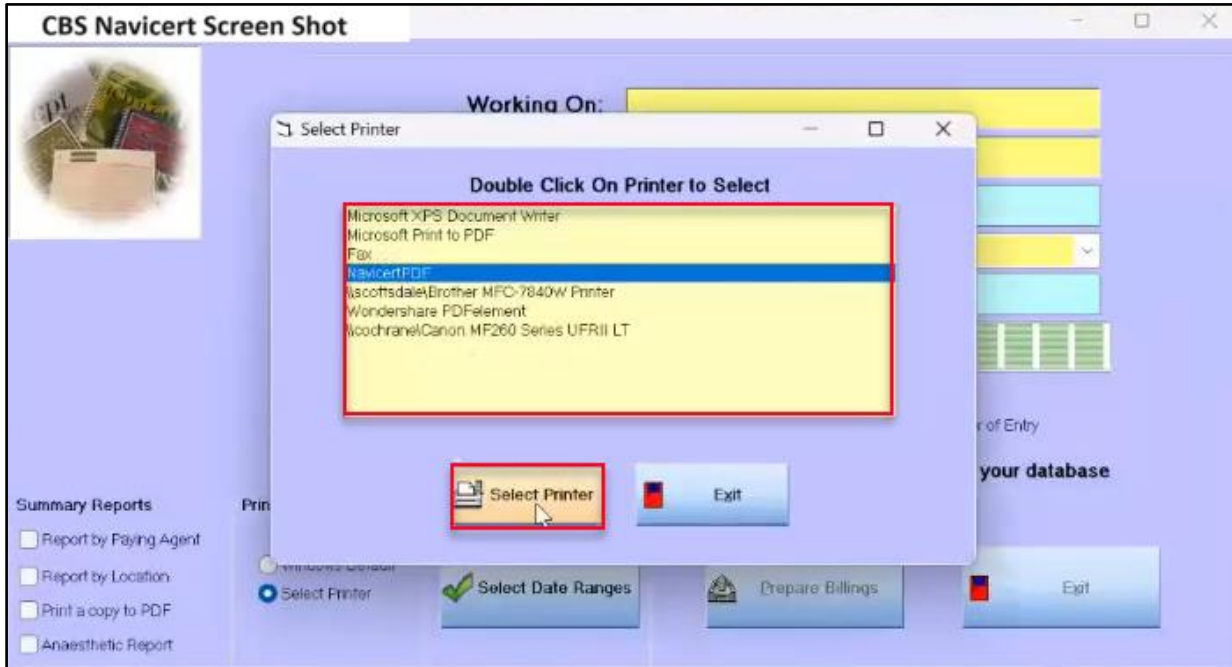 CBS Navicert Screen Shot
Working On:
Select Printer
Double Click On Printer to Select
Microsoft XPS Document Writer
Microsoft Print to PDF
Fax
NavicertPDF
\\scottsdale\Brother MFC-7840W Printer
Wondershare PDFelement
\\cochrane\Canon MF260 Series UFRII LT
r of Entry
Select Printer
Exit
your database
Summary Reports
Prin
Report by Paying Agent
Windows Default
Report by Location
Select Printer
Select Date Ranges
Prepare Billings
Exit
Print a copy to PDF
Anaesthetic Report